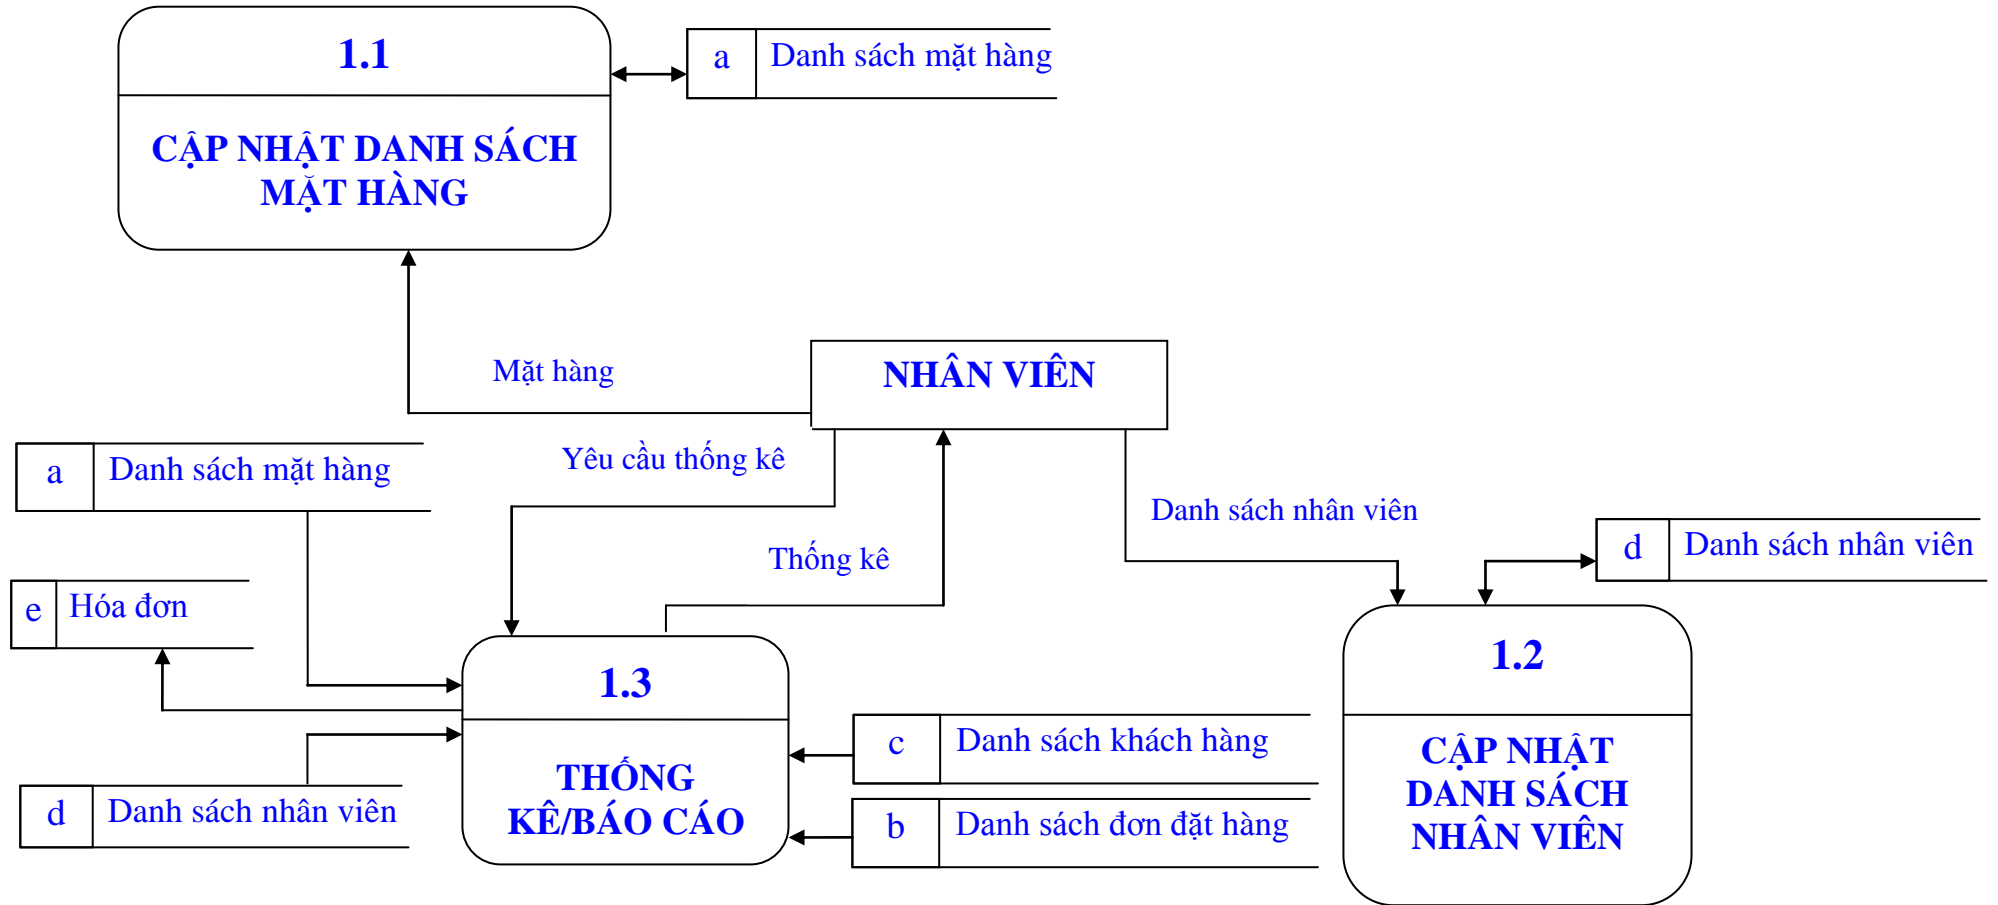 1.1
a
Danh sách mặt hàng
CẬP NHẬT DANH SÁCH
MẶT HÀNG
Mặt hàng
NHÂN VIÊN
a
Danh sách mặt hàng
Yêu cầu thống kê
Danh sách nhân viên
d
Danh sách nhân viên
Thống kê
e
Hóa đơn
1.3
1.2
c
Danh sách khách hàng
CẬP NHẬT
DANH SÁCH
NHÂN VIÊN
THỐNG
KÊ/BÁO CÁO
d
Danh sách nhân viên
b
Danh sách đơn đặt hàng